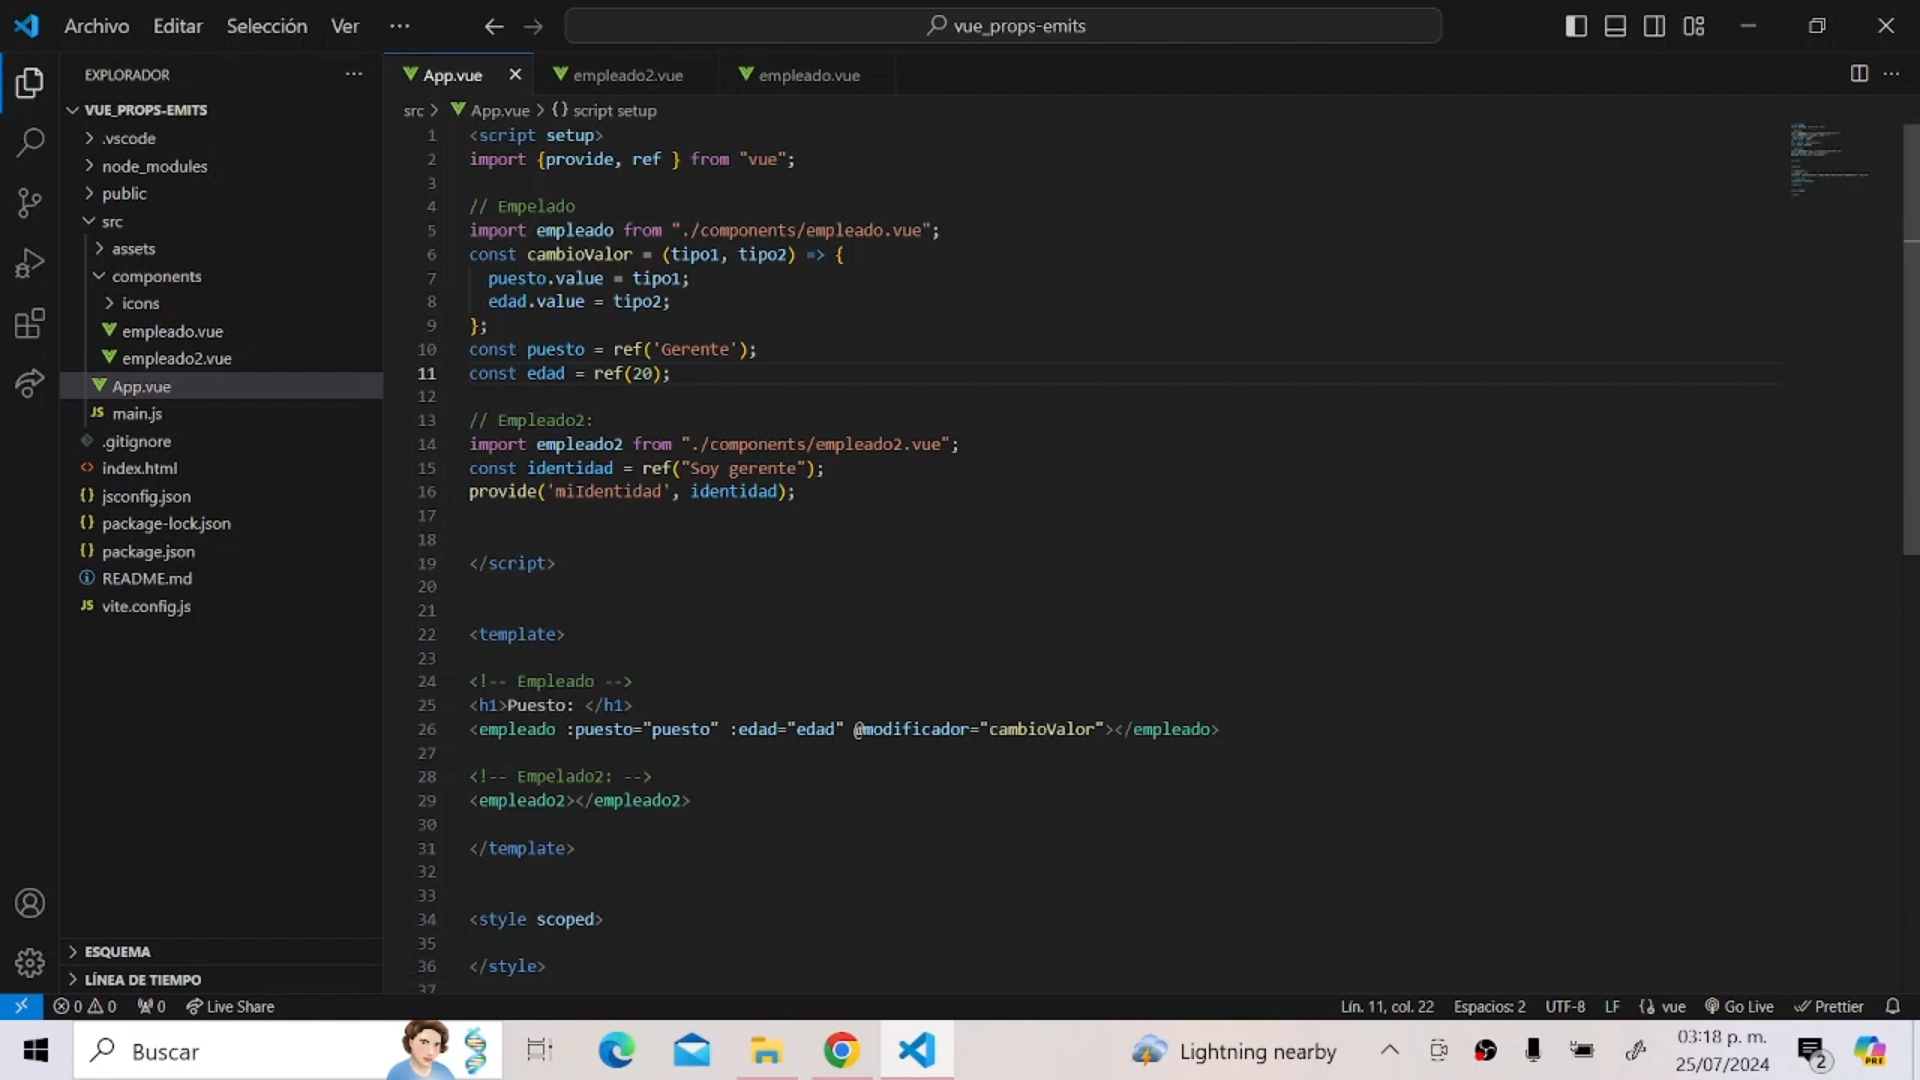 Archivo Editar Selección Ver ··· vue_props-emits
EXPLORADOR ···
VUE_PROPS-EMITS
.vscode
node_modules
public
src
assets
components
icons
empleado.vue
empleado2.vue
App.vue
JS main.js
.gitignore
<> index.html
{} jsconfig.json
{} package-lock.json
{} package.json
README.md
JS vite.config.js
ESQUEMA
LÍNEA DE TIEMPO
App.vue empleado2.vue empleado.vue
src > App.vue > {} script setup
1 <script setup>
2 import {provide, ref } from "vue";
3
4 // Empelado
5 import empleado from "./components/empleado.vue";
6 const cambioValor = (tipo1, tipo2) => {
7 puesto.value = tipo1;
8 edad.value = tipo2;
9 };
10 const puesto = ref('Gerente');
11 const edad = ref(20);
12
13 // Empleado2:
14 import empleado2 from "./components/empleado2.vue";
15 const identidad = ref("Soy gerente");
16 provide('miIdentidad', identidad);
17
18
19 </script>
20
21
22 <template>
23
24 <!-- Empleado -->
25 <h1>Puesto: </h1>
26 <empleado :puesto="puesto" :edad="edad" @modificador="cambioValor"></empleado>
27
28 <!-- Empelado2: -->
29 <empleado2></empleado2>
30
31 </template>
32
33
34 <style scoped>
35
36 </style>
37
0 0 0 Live Share Lín. 11, col. 22 Espacios: 2 UTF-8 LF {} vue Go Live Prettier
Buscar Lightning nearby 03:18 p. m.
25/07/2024 2 PRE